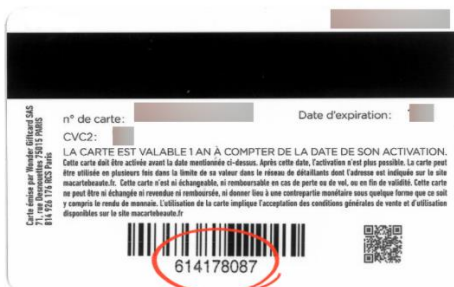 n° de carte:
Date d'expiration:
CVC2:
LA CARTE EST VALABLE 1 AN À COMPTER DE LA DATE DE SON ACTIVATION.
Cette carte doit être activée avant la date mentionnée ci-dessus. Après cette date, l'activation n'est plus possible. La carte peut
être utilisée en plusieurs fois dans la limite de sa valeur dans le réseau de détaillants dont l'adresse est indiquée sur le site
macartebeaute.fr. Cette carte n'est ni échangeable, ni remboursable en cas de perte ou de vol, ou en fin de validité. Cette carte
ne peut être ni échangée ni revendue ni remboursée, ni donner lieu à une contrepartie monétaire sous quelque forme que ce soit
y compris le rendu de monnaie. L'utilisation de la carte implique l'acceptation des conditions générales de vente et d'utilisation
disponibles sur le site macartebeaute.fr
Carte émise par Wonder Giftcard SAS
71, rue Desnouettes 75015 PARIS
814 926 176 RCS Paris
614178087